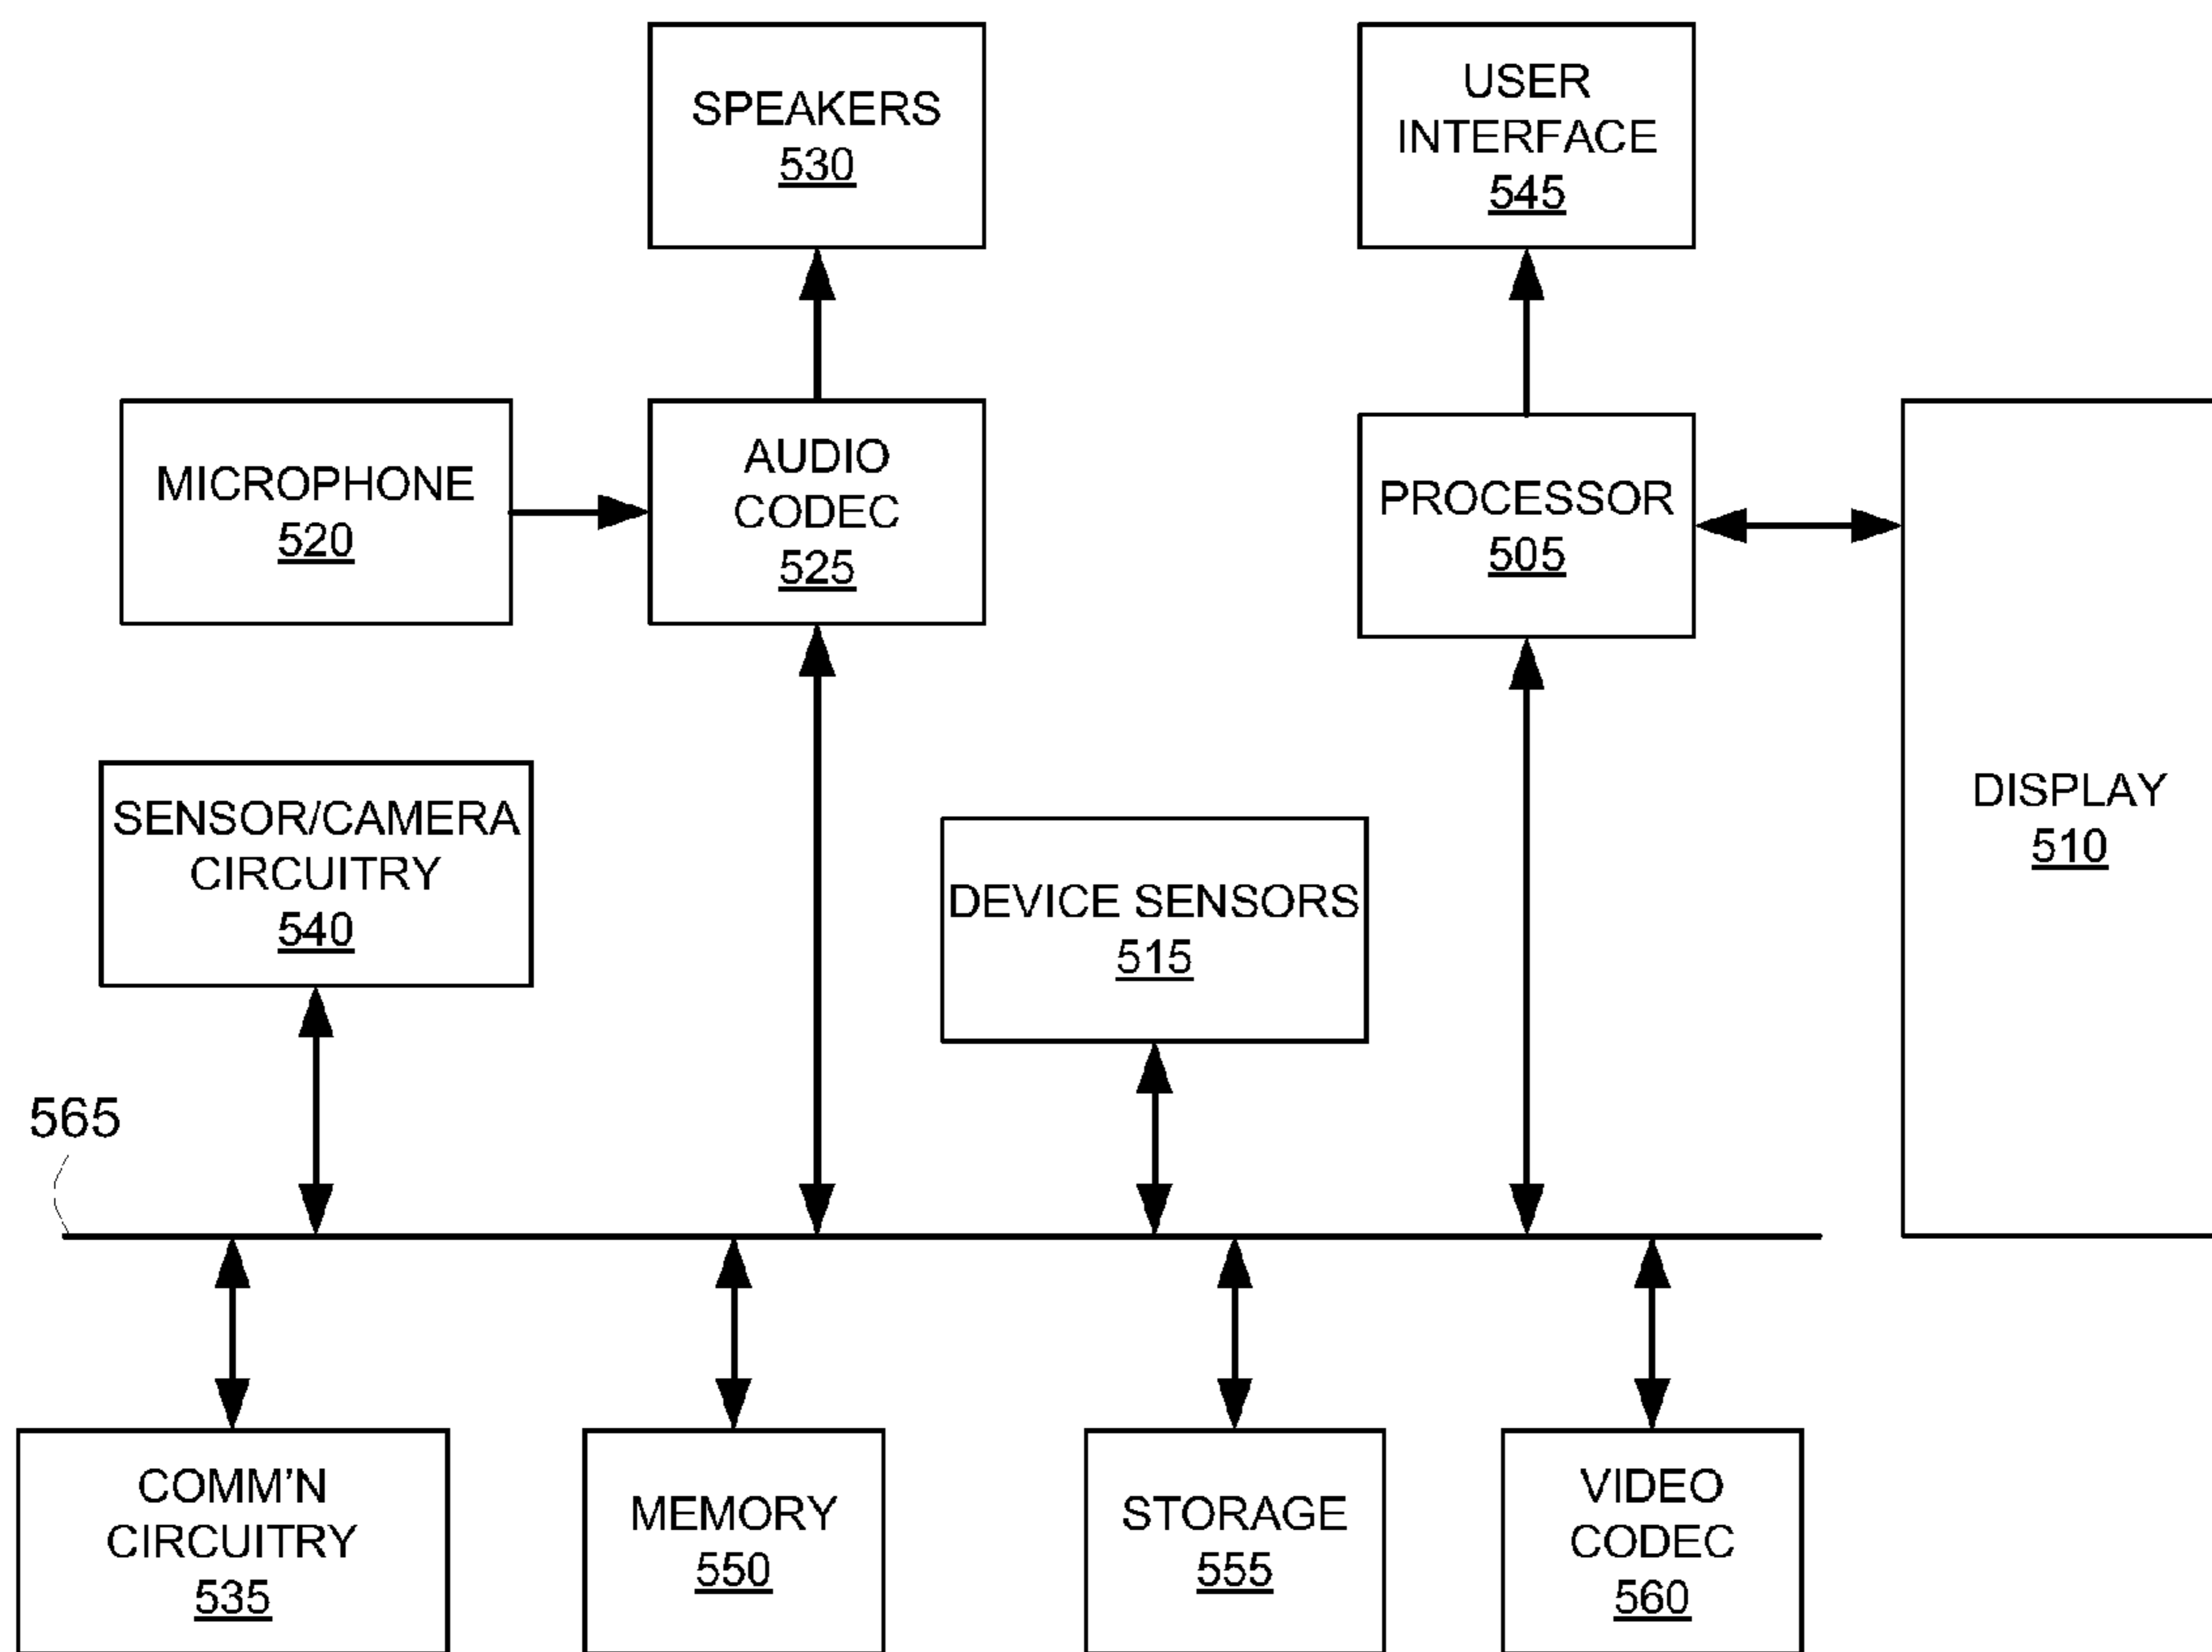 SPEAKERS
530
USER
INTERFACE
545
MICROPHONE
520
AUDIO
CODEC
525
PROCESSOR
505
DISPLAY
510
SENSOR/CAMERA
CIRCUITRY
540
DEVICE SENSORS
515
565
COMM'N
CIRCUITRY
535
MEMORY
550
STORAGE
555
VIDEO
CODEC
560